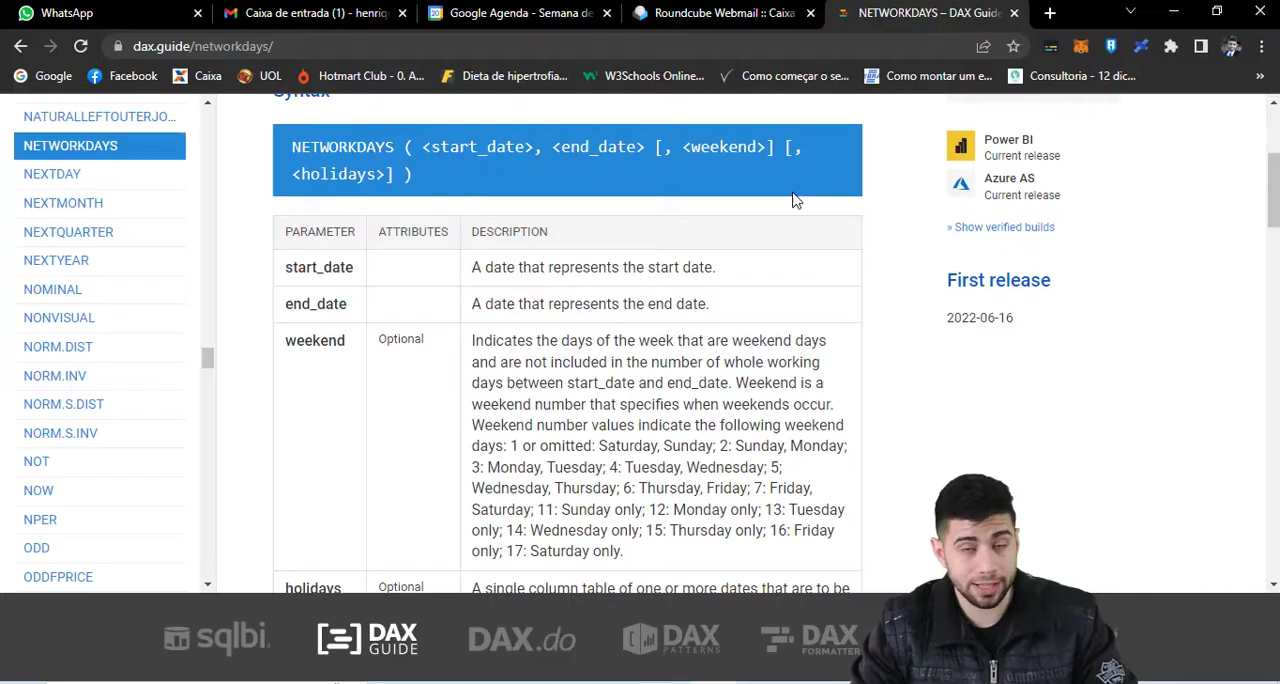 WhatsApp
Caixa de entrada (1) - henriq
Google Agenda - Semana de
Roundcube Webmail :: Caixa
NETWORKDAYS – DAX Guide
dax.guide/networkdays/
Google
Facebook
Caixa
UOL
Hotmart Club - 0. A...
Dieta de hipertrofia...
W3Schools Online...
Como começar o se...
Como montar um e...
Consultoria - 12 dic...
»
NATURALLEFTOUTERJO...
NETWORKDAYS
NEXTDAY
NEXTMONTH
NEXTQUARTER
NEXTYEAR
NOMINAL
NONVISUAL
NORM.DIST
NORM.INV
NORM.S.DIST
NORM.S.INV
NOT
NOW
NPER
ODD
ODDFPRICE
Syntax
NETWORKDAYS ( <start_date>, <end_date> [, <weekend>] [,
<holidays>] )
PARAMETER ATTRIBUTES DESCRIPTION
start_date A date that represents the start date.
end_date A date that represents the end date.
weekend Optional Indicates the days of the week that are weekend days
and are not included in the number of whole working
days between start_date and end_date. Weekend is a
weekend number that specifies when weekends occur.
Weekend number values indicate the following weekend
days: 1 or omitted: Saturday, Sunday; 2: Sunday, Monday;
3: Monday, Tuesday; 4: Tuesday, Wednesday; 5;
Wednesday, Thursday; 6: Thursday, Friday; 7: Friday,
Saturday; 11: Sunday only; 12: Monday only; 13: Tuesday
only; 14: Wednesday only; 15: Thursday only; 16: Friday
only; 17: Saturday only.
holidays Optional A single column table of one or more dates that are to be
Power BI
Current release
Azure AS
Current release
» Show verified builds
First release
2022-06-16
sqlbi.
DAX
GUIDE
DAX.do
DAX
PATTERNS
DAX
FORMATTER